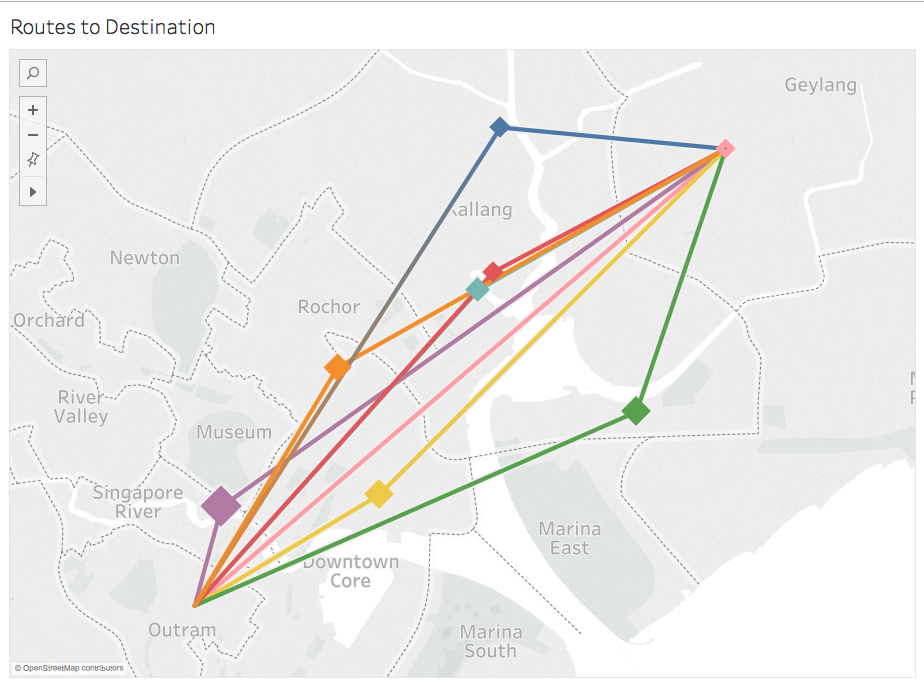 Routes to Destination
Geylang
Kallang
Newton
Rochor
Orchard
River
Valley
Museum
Singapore
River
Marina
East
Downtown
Core
Outram
Marina
South
© OpenStreetMap contributors